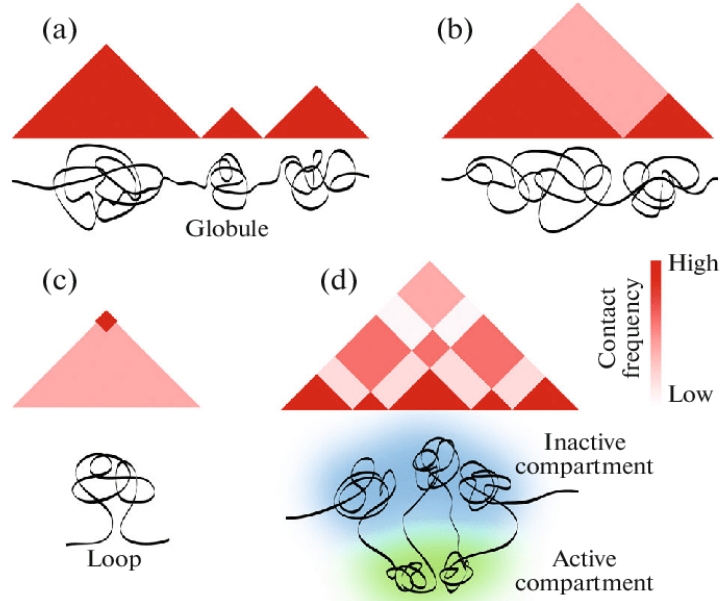 (a)
(b)
Globule
(c)
(d)
High
Contact
frequency
Low
Inactive
compartment
Loop
Active
compartment